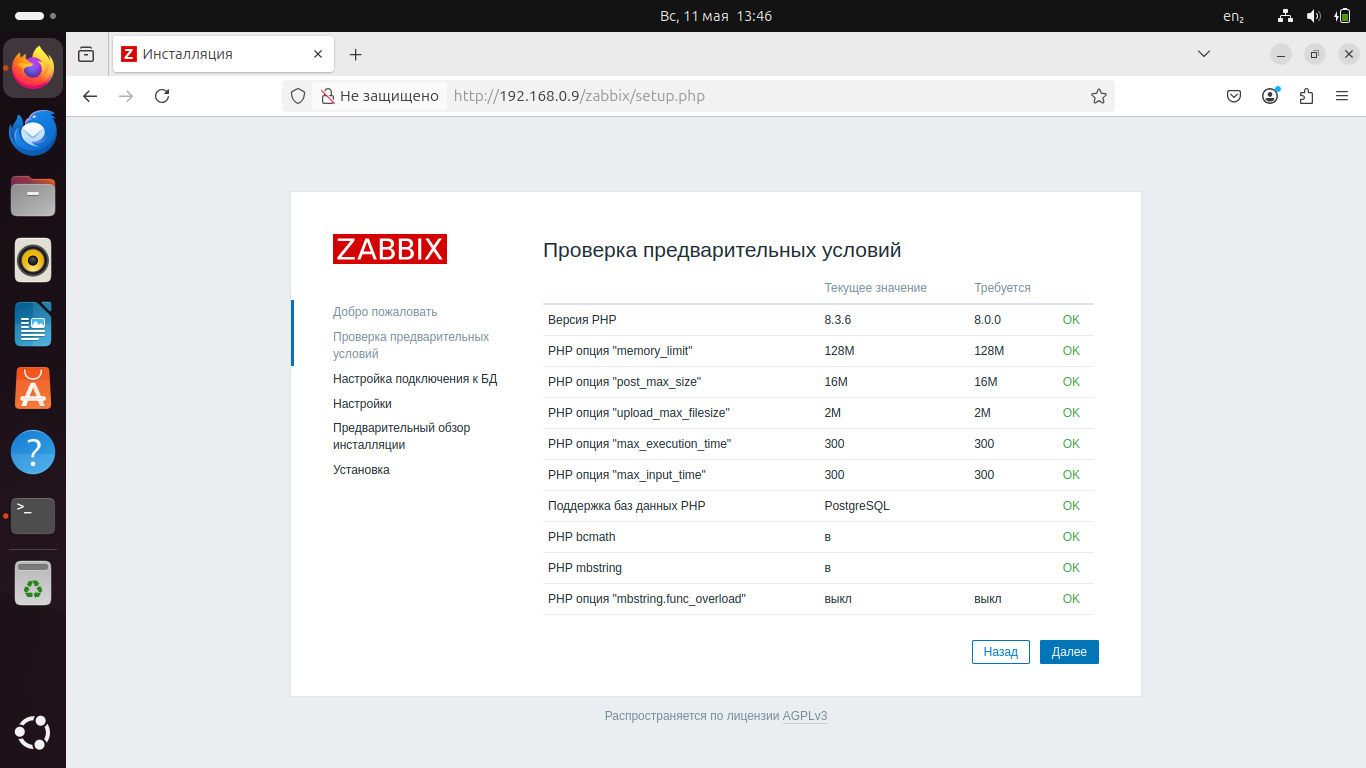 Вс, 11 мая 13:46
en₂
Инсталляция
Не защищено
http://192.168.0.9/zabbix/setup.php
ZABBIX
Добро пожаловать
Проверка предварительных
условий
Настройка подключения к БД
Настройки
Предварительный обзор
инсталляции
Установка
Проверка предварительных условий
Текущее значение Требуется
Версия PHP 8.3.6 8.0.0 OK
PHP опция "memory_limit" 128M 128M OK
PHP опция "post_max_size" 16M 16M OK
PHP опция "upload_max_filesize" 2M 2M OK
PHP опция "max_execution_time" 300 300 OK
PHP опция "max_input_time" 300 300 OK
Поддержка баз данных PHP PostgreSQL OK
PHP bcmath в OK
PHP mbstring в OK
PHP опция "mbstring.func_overload" выкл выкл OK
Назад Далее
Распространяется по лицензии AGPLv3